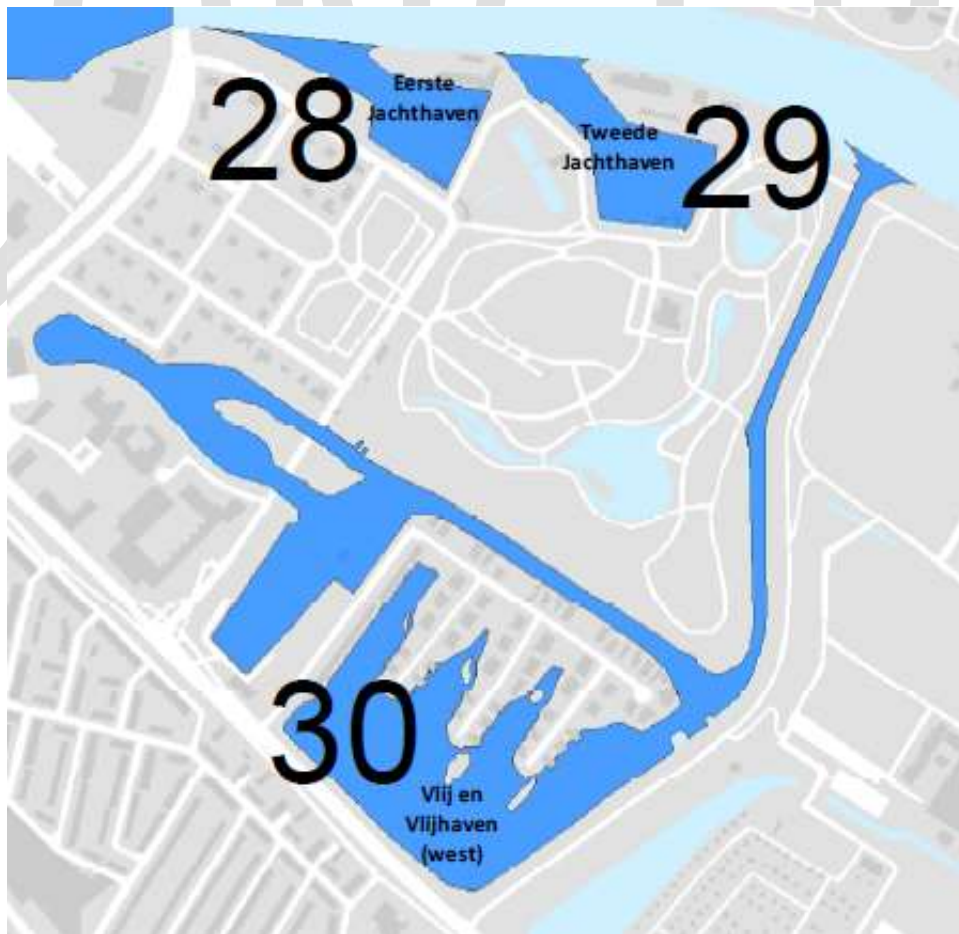 28
Eerste
Jachthaven
Tweede
Jachthaven
29
30
Vlij en
Vlijhaven
(west)